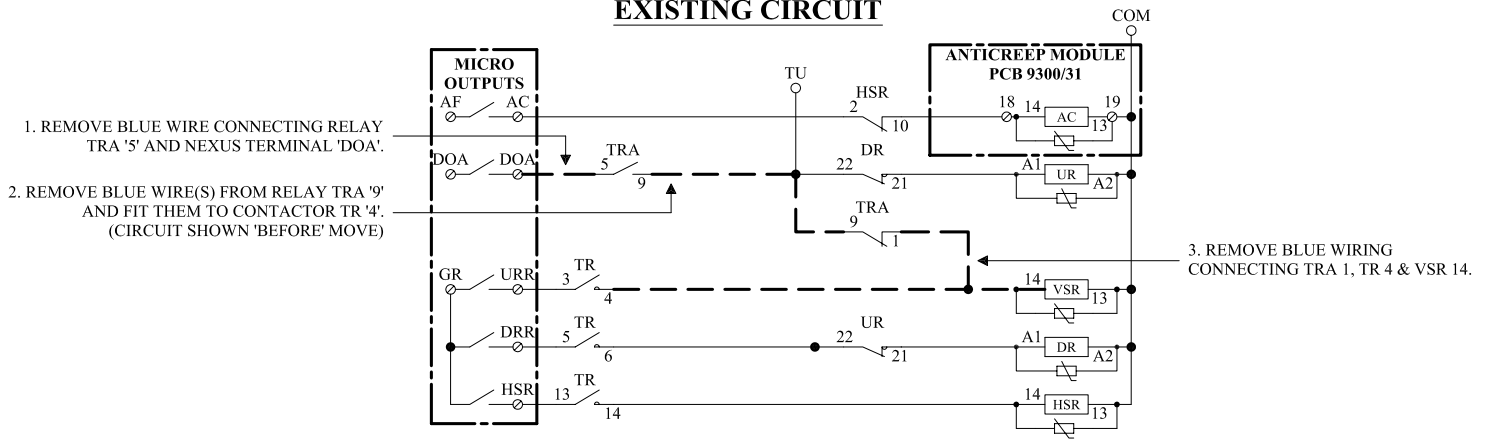 EXISTING CIRCUIT
COM
MICRO
OUTPUTS
ANTICREEP MODULE
PCB 9300/31
TU
AF
AC
HSR
2
10
18
14
AC
13
19
1. REMOVE BLUE WIRE CONNECTING RELAY
TRA '5' AND NEXUS TERMINAL 'DOA'.
DOA
DOA
5
TRA
9
22
DR
21
A1
UR
A2
2. REMOVE BLUE WIRE(S) FROM RELAY TRA '9'
AND FIT THEM TO CONTACTOR TR '4'.
(CIRCUIT SHOWN 'BEFORE' MOVE)
TRA
9
1
3. REMOVE BLUE WIRING
CONNECTING TRA 1, TR 4 & VSR 14.
GR
URR
3
TR
4
14
VSR
13
DRR
5
TR
6
22
UR
21
A1
DR
A2
HSR
13
TR
14
14
HSR
13